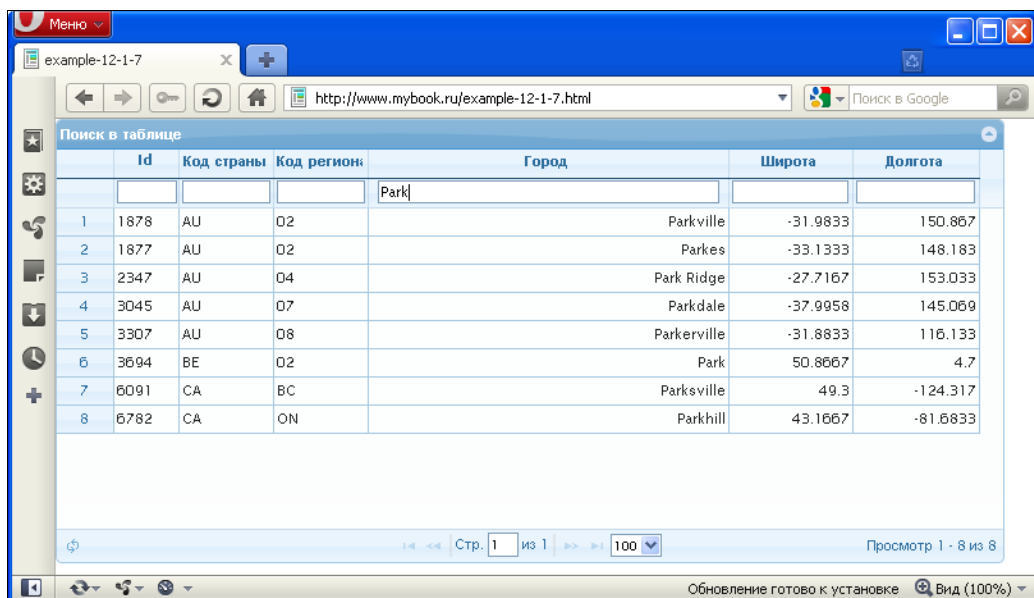 Меню
example-12-1-7
http://www.mybook.ru/example-12-1-7.html Поиск в Google
Поиск в таблице
Id Код страны Код региона Город Широта Долгота
Park
1 1878 AU 02 Parkville -31.9833 150.867
2 1877 AU 02 Parkes -33.1333 148.183
3 2347 AU 04 Park Ridge -27.7167 153.033
4 3045 AU 07 Parkdale -37.9958 145.069
5 3307 AU 08 Parkerville -31.8833 116.133
6 3694 BE 02 Park 50.8667 4.7
7 6091 CA BC Parksville 49.3 -124.317
8 6782 CA ON Parkhill 43.1667 -81.6833
Стр. 1 из 1 100 Просмотр 1 - 8 из 8
Обновление готово к установке Вид (100%)